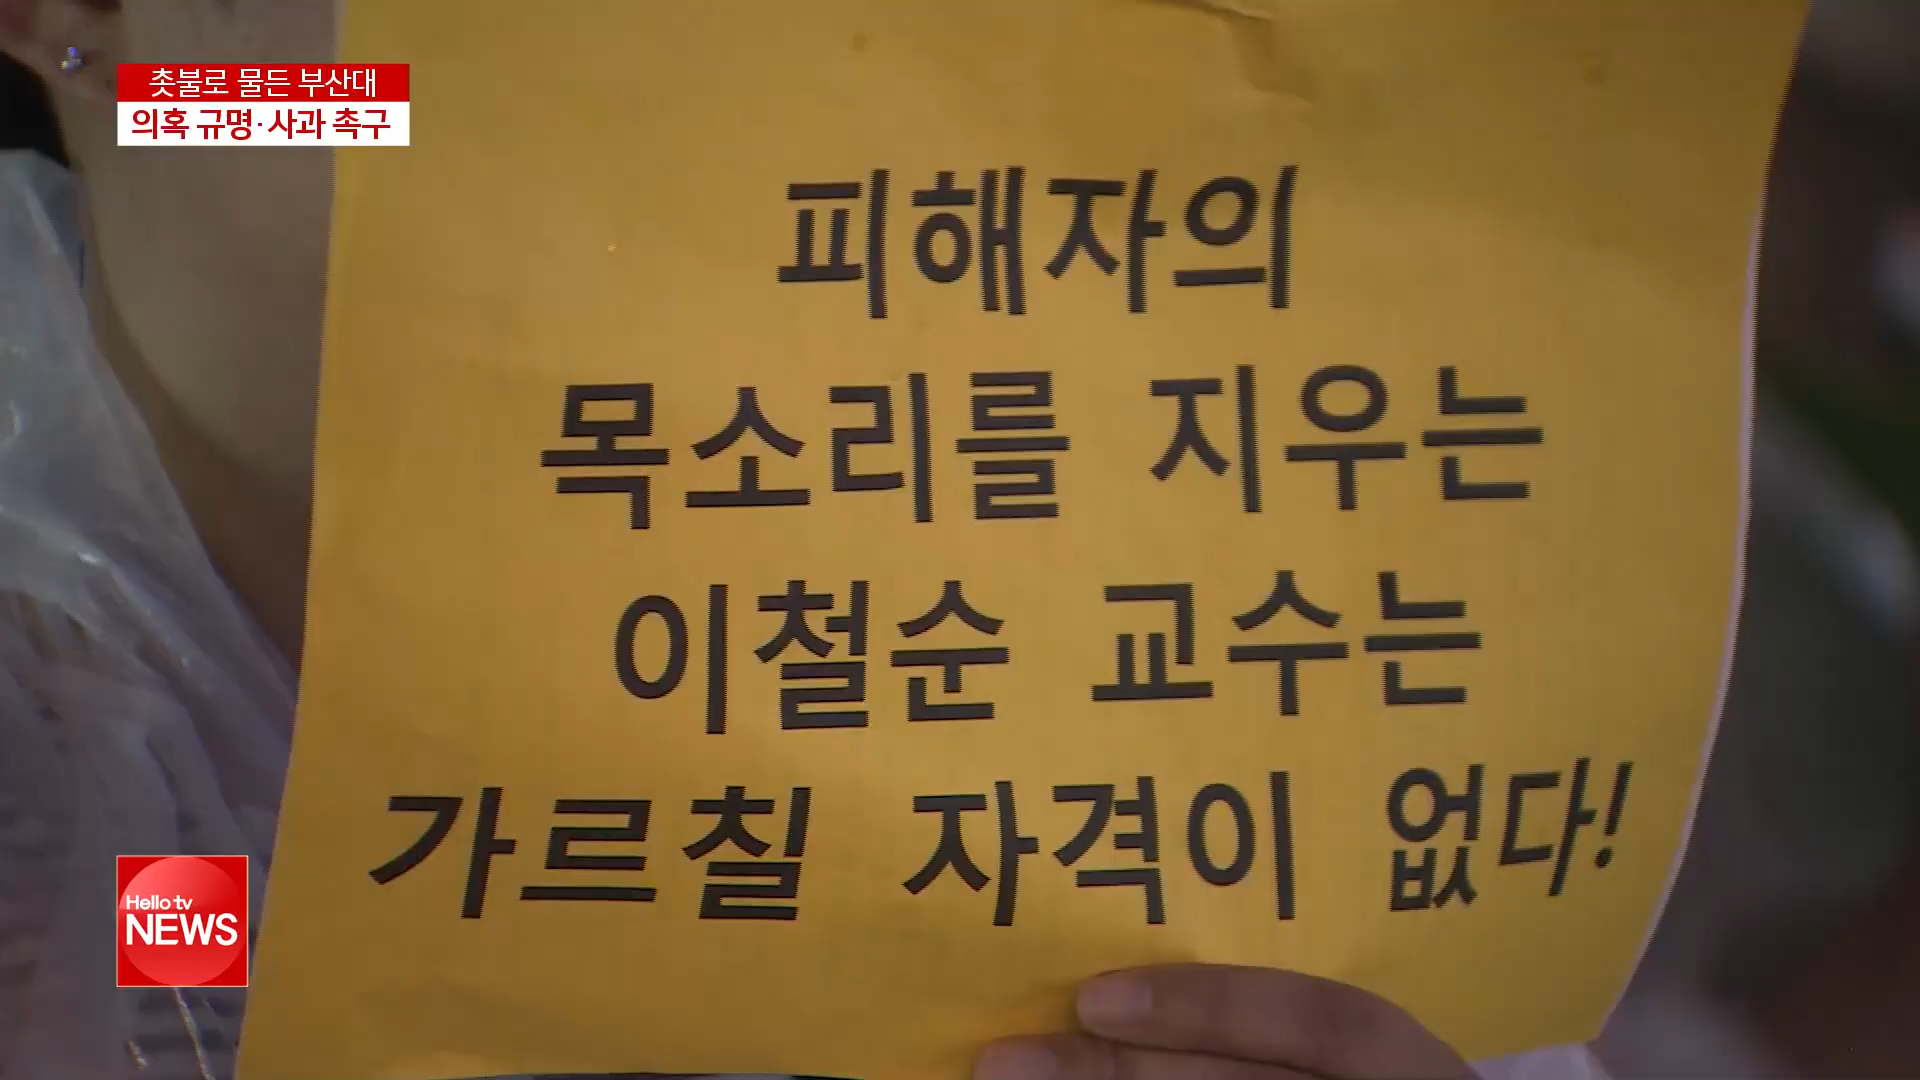 촛불로 물든 부산대
의혹 규명·사과 촉구
피해자의
목소리를 지우는
이철순 교수는
가르칠 자격이 없다!
Hello tv
NEWS